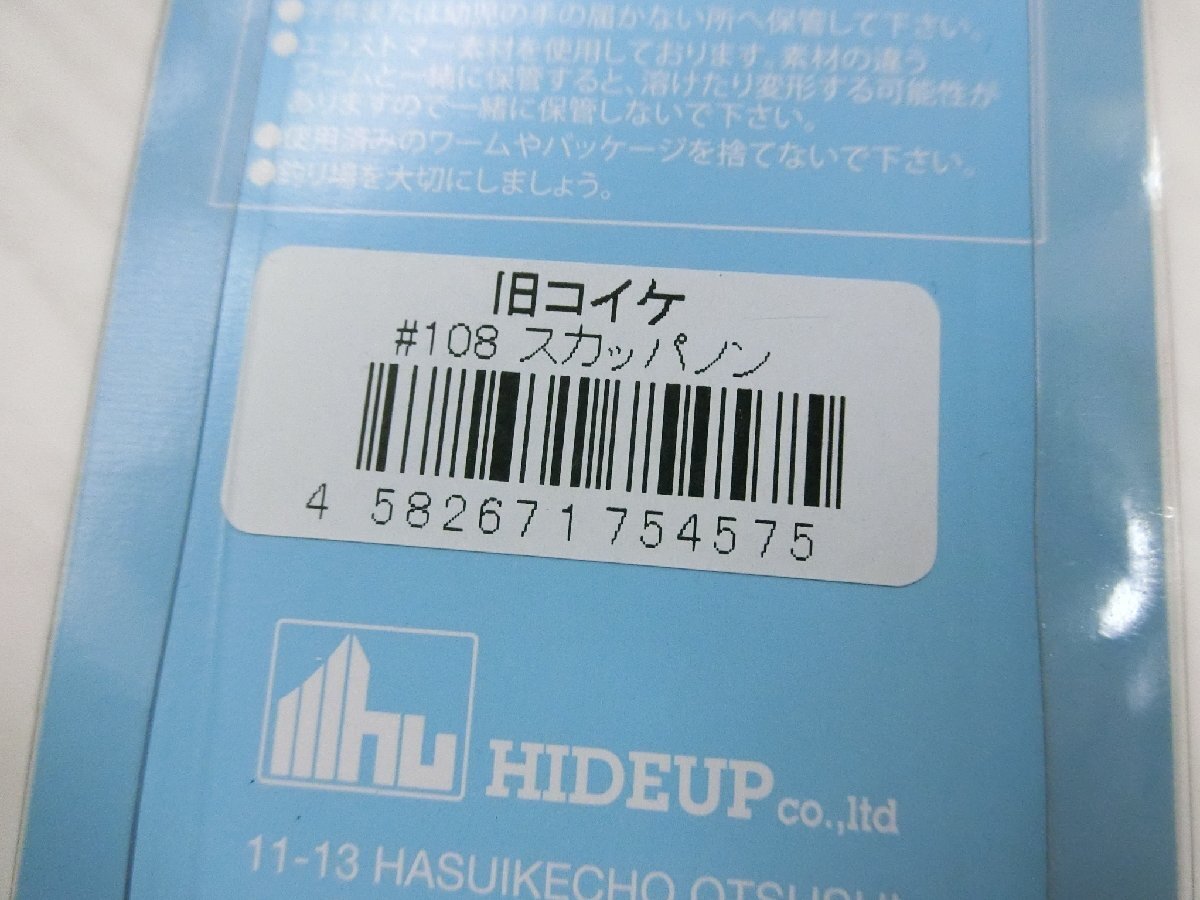 ●子供または幼児の手の届かない所へ保管して下さい。
●エラストマー素材を使用しております。素材の違う
ワームと一緒に保管すると、溶けたり変形する可能性が
ありますので一緒に保管しないで下さい。
●使用済みのワームやパッケージを捨てないで下さい。
●釣り場を大切にしましょう。
旧コイケ
#108 スカッパノン
4 582671 754575
hu
HIDEUP co.,ltd
11-13 HASUIKECHO